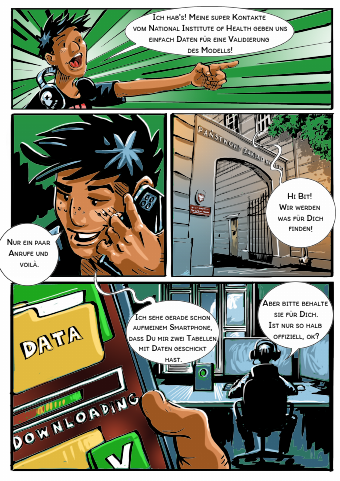 Ich hab's! Meine super Kontakte
vom National Institute of Health geben uns
einfach Daten für eine Validierung
des Modells!
Nur ein paar
Anrufe und
voilà.
Hi Bit!
Wir werden
was für Dich
finden!
Ich sehe gerade schon
aufmeinem Smartphone,
dass Du mir zwei Tabellen
mit Daten geschickt
hast.
Aber bitte behalte
sie für Dich.
Ist nur so halb
offiziell, ok?
DATA
DOWNLOADING